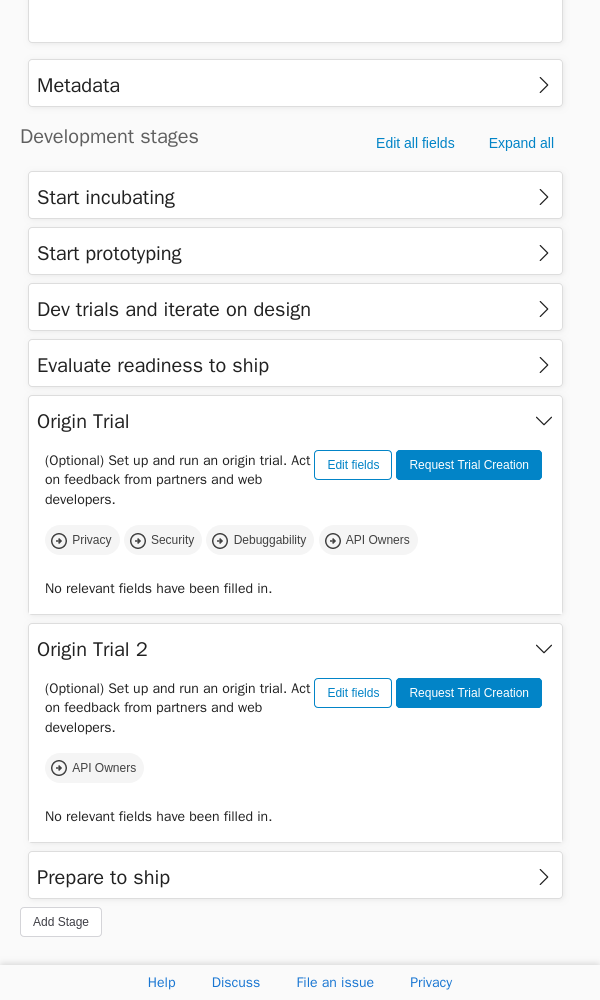 Metadata
Development stages
Edit all fields
Expand all
Start incubating
Start prototyping
Dev trials and iterate on design
Evaluate readiness to ship
Origin Trial
(Optional) Set up and run an origin trial. Act
on feedback from partners and web
developers.
Edit fields
Request Trial Creation
Privacy
Security
Debuggability
API Owners
No relevant fields have been filled in.
Origin Trial 2
(Optional) Set up and run an origin trial. Act
on feedback from partners and web
developers.
Edit fields
Request Trial Creation
API Owners
No relevant fields have been filled in.
Prepare to ship
Add Stage
Help
Discuss
File an issue
Privacy